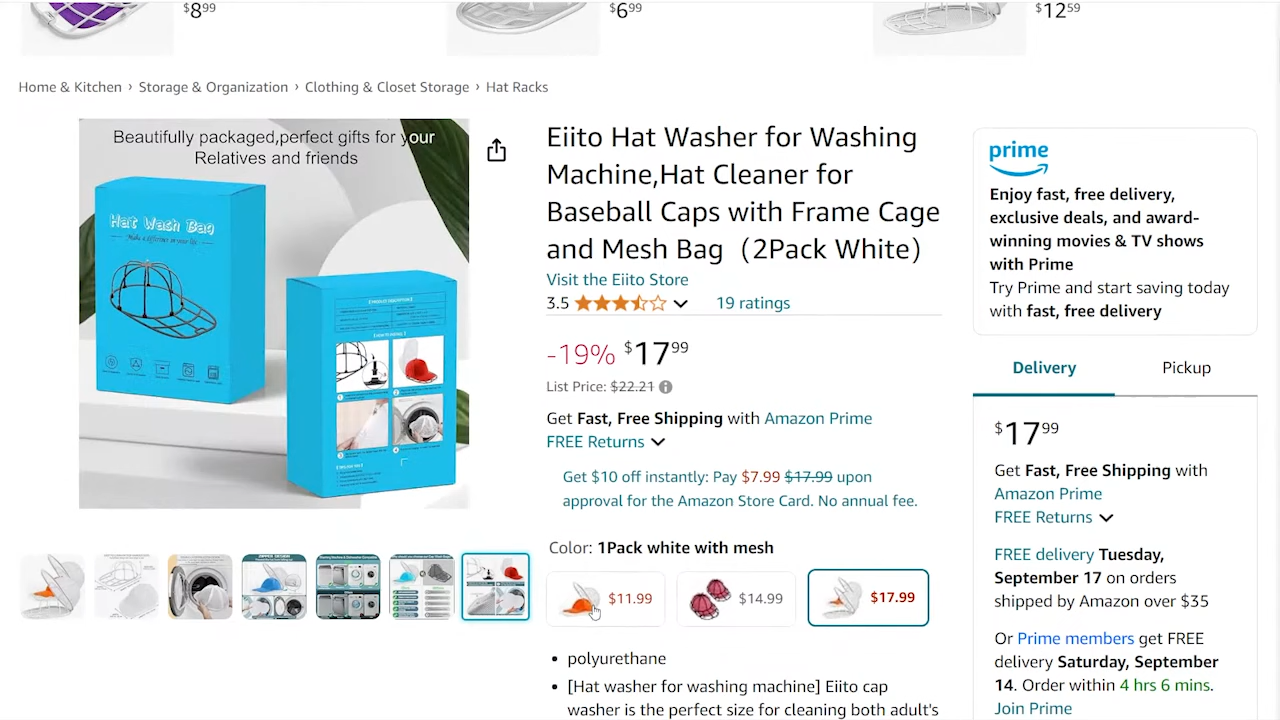 $8.99
$6.99
$12.59
Home & Kitchen › Storage & Organization › Clothing & Closet Storage › Hat Racks
Beautifully packaged,perfect gifts for your
Relatives and friends
Hat Wash Bag
Make a difference in your life
Eiito Hat Washer for Washing
Machine,Hat Cleaner for
Baseball Caps with Frame Cage
and Mesh Bag（2Pack White）
Visit the Eiito Store
3.5
19 ratings
-19% $17.99
List Price: $22.21
Get Fast, Free Shipping with Amazon Prime
FREE Returns
Get $10 off instantly: Pay $7.99 $17.99 upon
approval for the Amazon Store Card. No annual fee.
Color: 1Pack white with mesh
$11.99
$14.99
$17.99
• polyurethane
• [Hat washer for washing machine] Eiito cap
washer is the perfect size for cleaning both adult's
prime
Enjoy fast, free delivery,
exclusive deals, and award-
winning movies & TV shows
with Prime
Try Prime and start saving today
with fast, free delivery
Delivery
Pickup
$17.99
Get Fast, Free Shipping with
Amazon Prime
FREE Returns
FREE delivery Tuesday,
September 17 on orders
shipped by Amazon over $35
Or Prime members get FREE
delivery Saturday, September
14. Order within 4 hrs 6 mins.
Join Prime